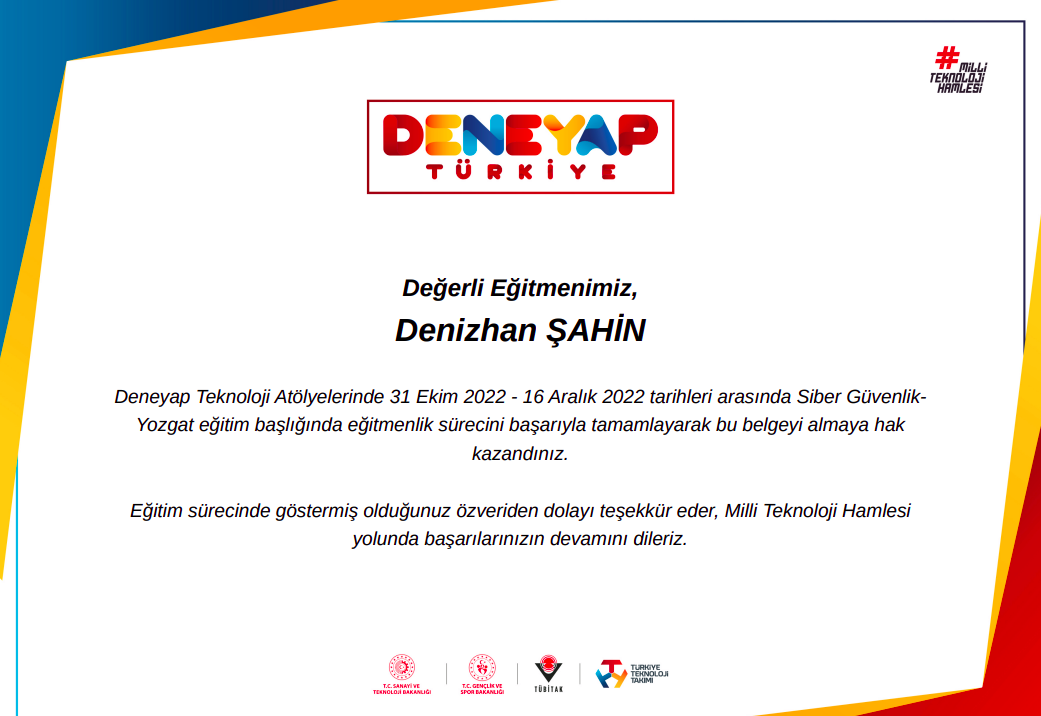 #MİLLİ
TEKNOLOJİ
HAMLESİ
DENEYAP
TÜRKİYE
Değerli Eğitmenimiz,
Denizhan ŞAHİN
Deneyap Teknoloji Atölyelerinde 31 Ekim 2022 - 16 Aralık 2022 tarihleri arasında Siber Güvenlik-
Yozgat eğitim başlığında eğitmenlik sürecini başarıyla tamamlayarak bu belgeyi almaya hak
kazandınız.
Eğitim sürecinde göstermiş olduğunuz özveriden dolayı teşekkür eder, Milli Teknoloji Hamlesi
yolunda başarılarınızın devamını dileriz.
T.C. SANAYİ VE
TEKNOLOJİ BAKANLIĞI
T.C. GENÇLİK VE
SPOR BAKANLIĞI
TÜBİTAK
TÜRKİYE
TEKNOLOJİ
TAKIMI